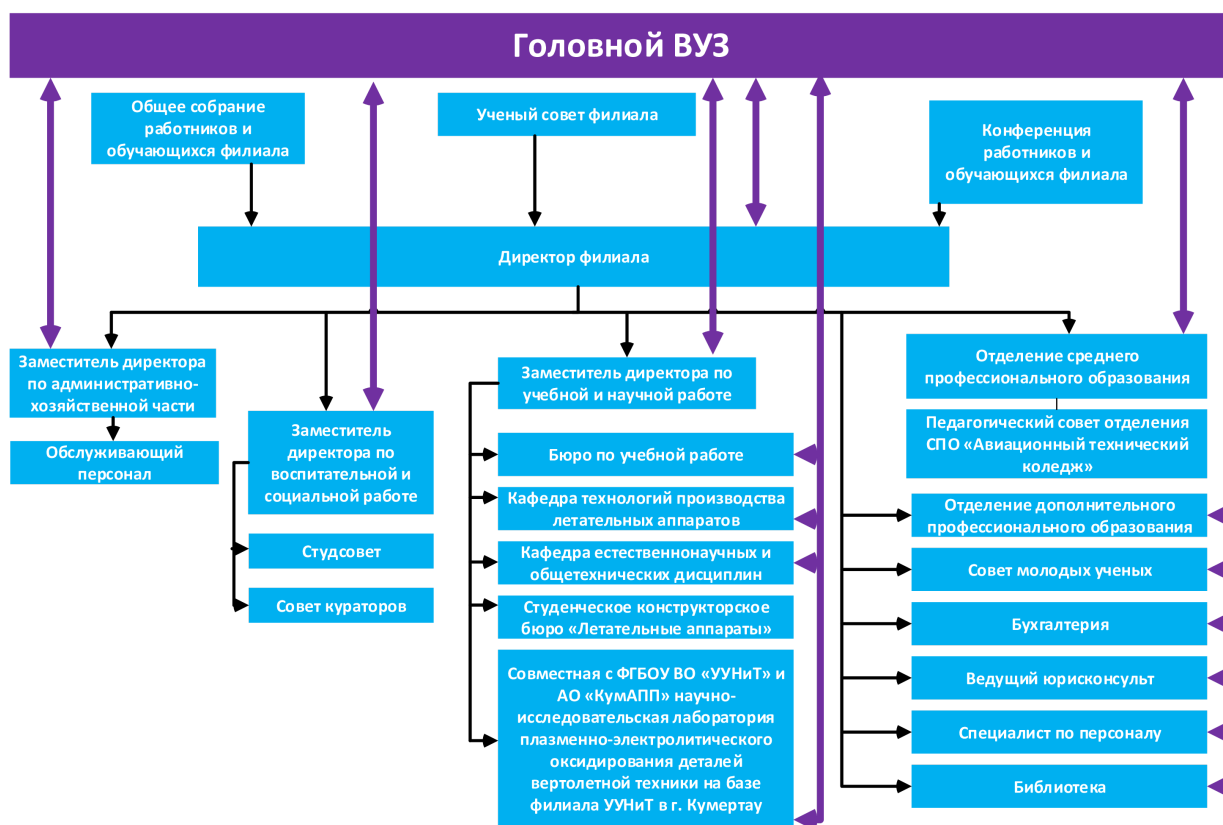 Головной ВУЗ
Общее собрание
работников и
обучающихся филиала
Ученый совет филиала
Конференция
работников и
обучающихся филиала
Директор филиала
Заместитель директора
по административно-
хозяйственной части
Обслуживающий
персонал
Заместитель
директора по
воспитательной и
социальной работе
Студсовет
Совет кураторов
Заместитель директора по
учебной и научной работе
Бюро по учебной работе
Кафедра технологий производства
летательных аппаратов
Кафедра естественнонаучных и
общетехнических дисциплин
Студенческое конструкторское
бюро «Летательные аппараты»
Совместная с ФГБОУ ВО «УУНиТ» и
АО «КумАПП» научно-
исследовательская лаборатория
плазменно-электролитического
оксидирования деталей
вертолетной техники на базе
филиала УУНиТ в г. Кумертау
Отделение среднего
профессионального образования
Педагогический совет отделения
СПО «Авиационный технический
коледж»
Отделение дополнительного
профессионального образования
Совет молодых ученых
Бухгалтерия
Ведущий юрисконсульт
Специалист по персоналу
Библиотека